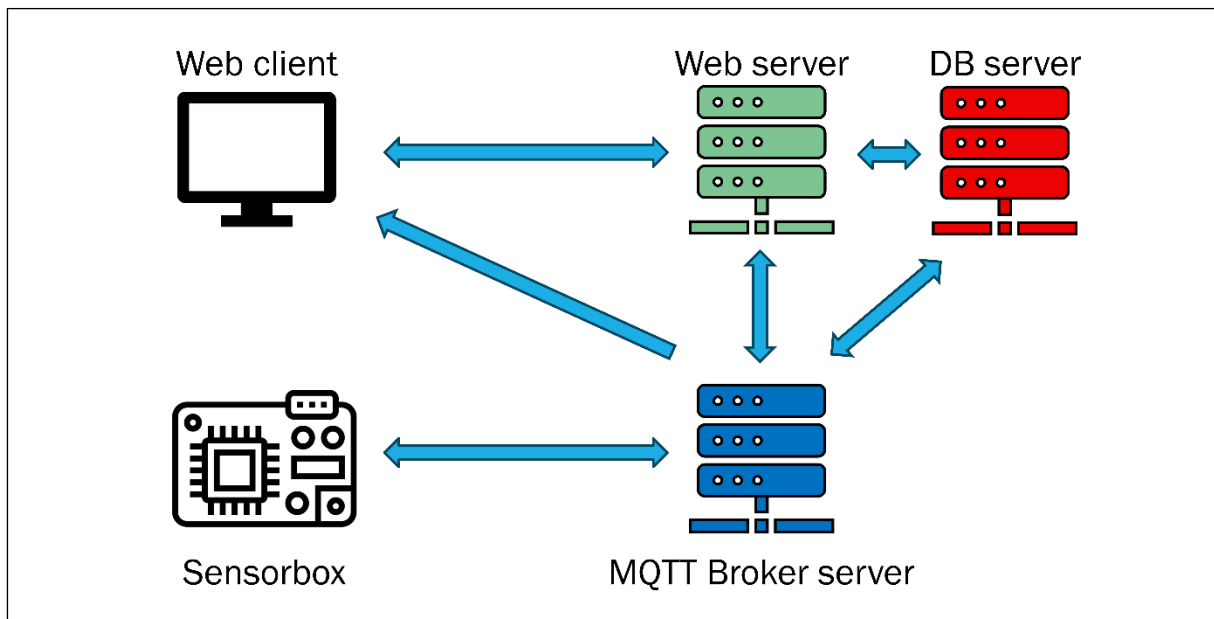 Web client
Web server
DB server
Sensorbox
MQTT Broker server